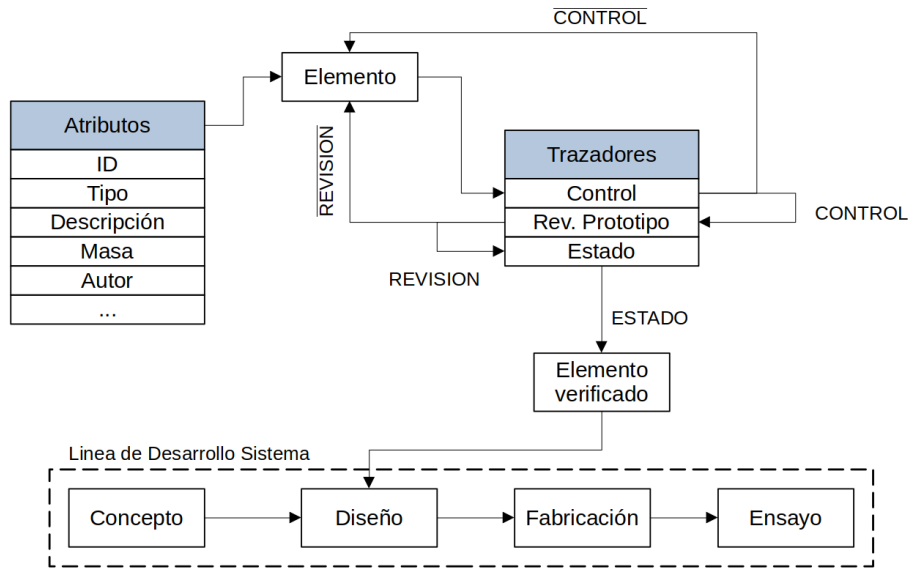 CONTROL
Elemento
Atributos
ID
Tipo
Descripción
Masa
Autor
...
REVISION
Trazadores
Control
Rev. Prototipo
Estado
CONTROL
REVISION
ESTADO
Elemento
verificado
Linea de Desarrollo Sistema
Concepto
Diseño
Fabricación
Ensayo